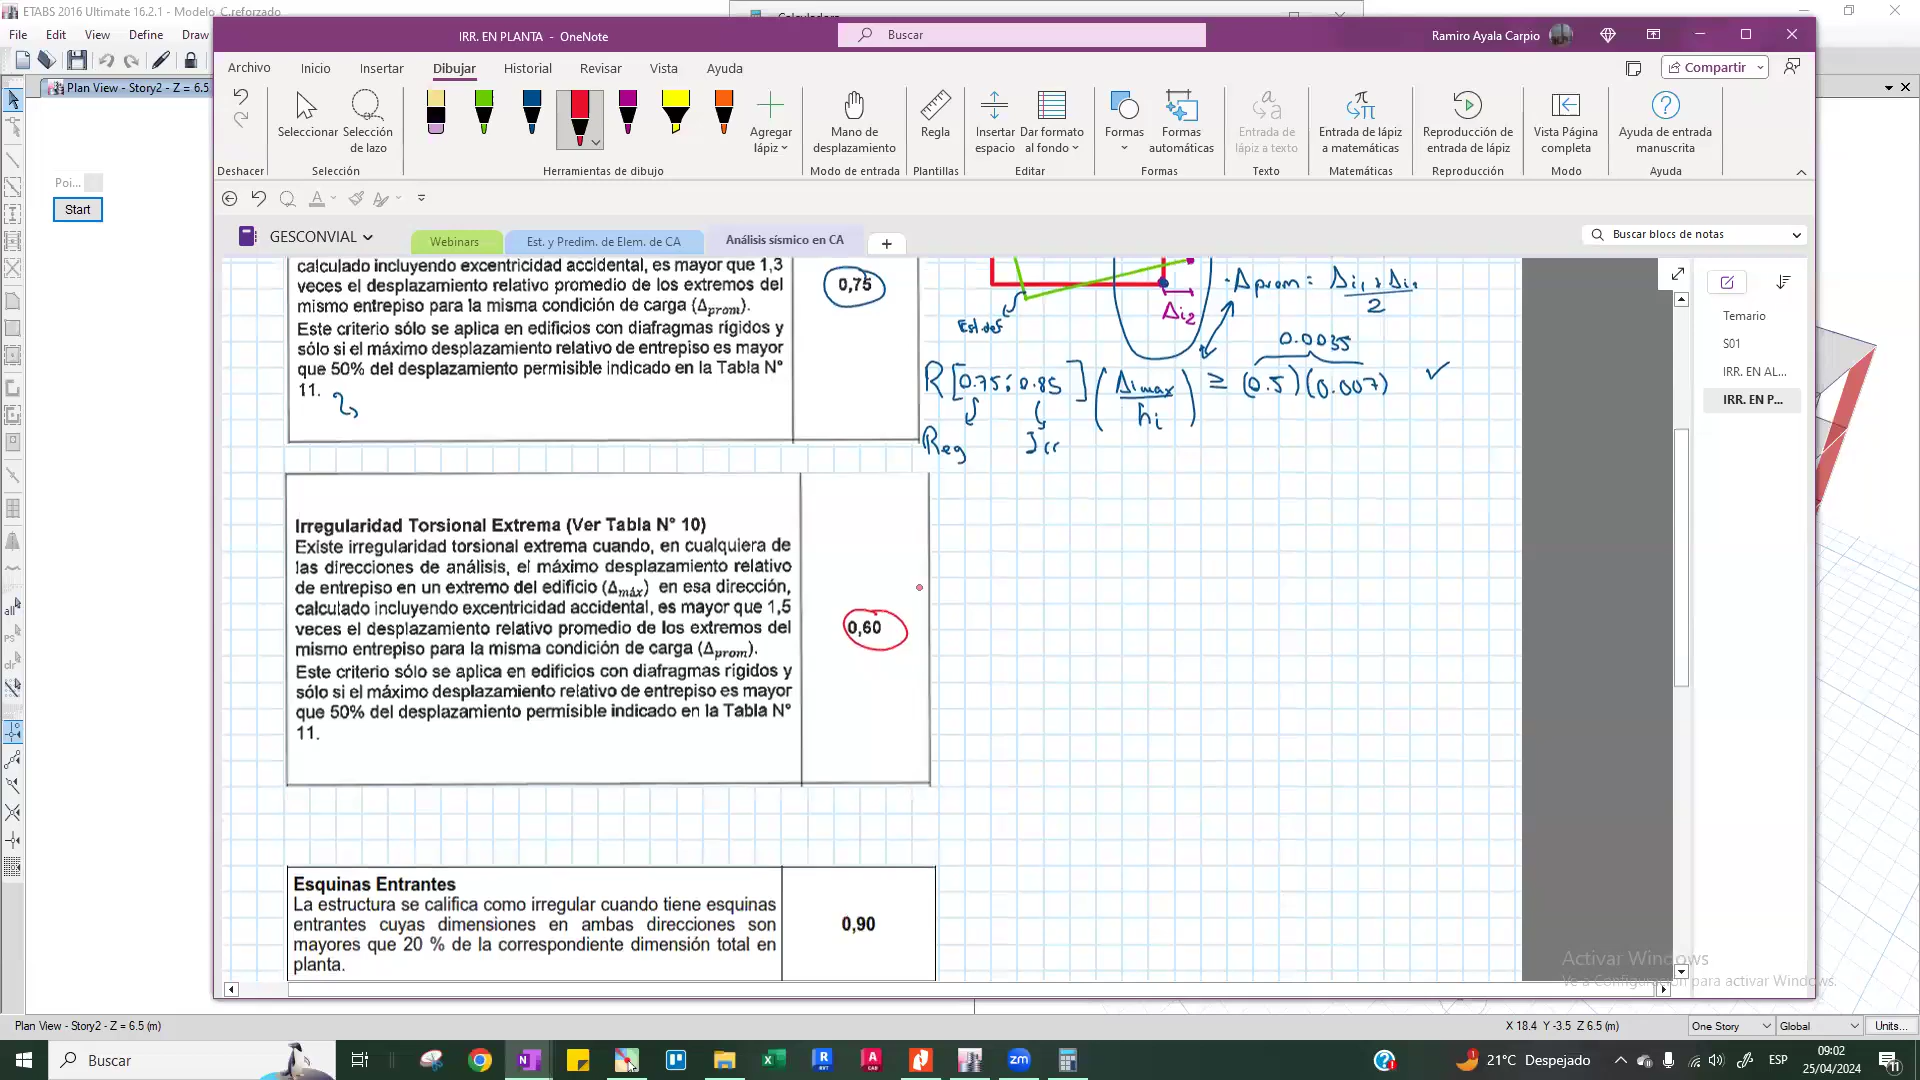 ETABS 2016 Ultimate 16.2.1 - Modelo_C.reforzado
File Edit View Define Draw
Plan View - Story2 - Z = 6.5
Poi...
Start
IRR. EN PLANTA - OneNote
Buscar
Ramiro Ayala Carpio
Archivo Inicio Insertar Dibujar Historial Revisar Vista Ayuda
Compartir
Seleccionar
Selección de lazo
Agregar lápiz
Mano de desplazamiento
Regla
Insertar espacio
Dar formato al fondo
Formas
Formas automáticas
Entrada de lápiz a texto
Entrada de lápiz a matemáticas
Reproducción de entrada de lápiz
Vista Página completa
Ayuda de entrada manuscrita
Deshacer Selección Herramientas de dibujo Modo de entrada Plantillas Editar Formas Texto Matemáticas Reproducción Modo Ayuda
GESCONVIAL
Webinars
Est. y Predim. de Elem. de CA
Análisis sísmico en CA
+
Buscar blocs de notas
Temario
S01
IRR. EN AL...
IRR. EN P...
calculado incluyendo excentricidad accidental, es mayor que 1,3
veces el desplazamiento relativo promedio de los extremos del
mismo entrepiso para la misma condición de carga (Δprom).
Este criterio sólo se aplica en edificios con diafragmas rígidos y
sólo si el máximo desplazamiento relativo de entrepiso es mayor
que 50% del desplazamiento permisible indicado en la Tabla N°
11.
0,75
Est. def
Δi2
· Δprom = Δi1 + Δi2
2
0.0035
R [0.75 ; 0.85] (Δimax / hi) ≥ (0.5)(0.007) ✓
Reg Irr
Irregularidad Torsional Extrema (Ver Tabla N° 10)
Existe irregularidad torsional extrema cuando, en cualquiera de
las direcciones de análisis, el máximo desplazamiento relativo
de entrepiso en un extremo del edificio (Δmáx) en esa dirección,
calculado incluyendo excentricidad accidental, es mayor que 1,5
veces el desplazamiento relativo promedio de los extremos del
mismo entrepiso para la misma condición de carga (Δprom).
Este criterio sólo se aplica en edificios con diafragmas rígidos y
sólo si el máximo desplazamiento relativo de entrepiso es mayor
que 50% del desplazamiento permisible indicado en la Tabla N°
11.
0,60
Esquinas Entrantes
La estructura se califica como irregular cuando tiene esquinas
entrantes cuyas dimensiones en ambas direcciones son
mayores que 20 % de la correspondiente dimensión total en
planta.
0,90
Activar Windows
Ve a Configuración para activar Windows.
Plan View - Story2 - Z = 6.5 (m)
X 18.4 Y -3.5 Z 6.5 (m)
One Story
Global
Units...
Buscar
21°C Despejado
ESP
09:02
25/04/2024
11